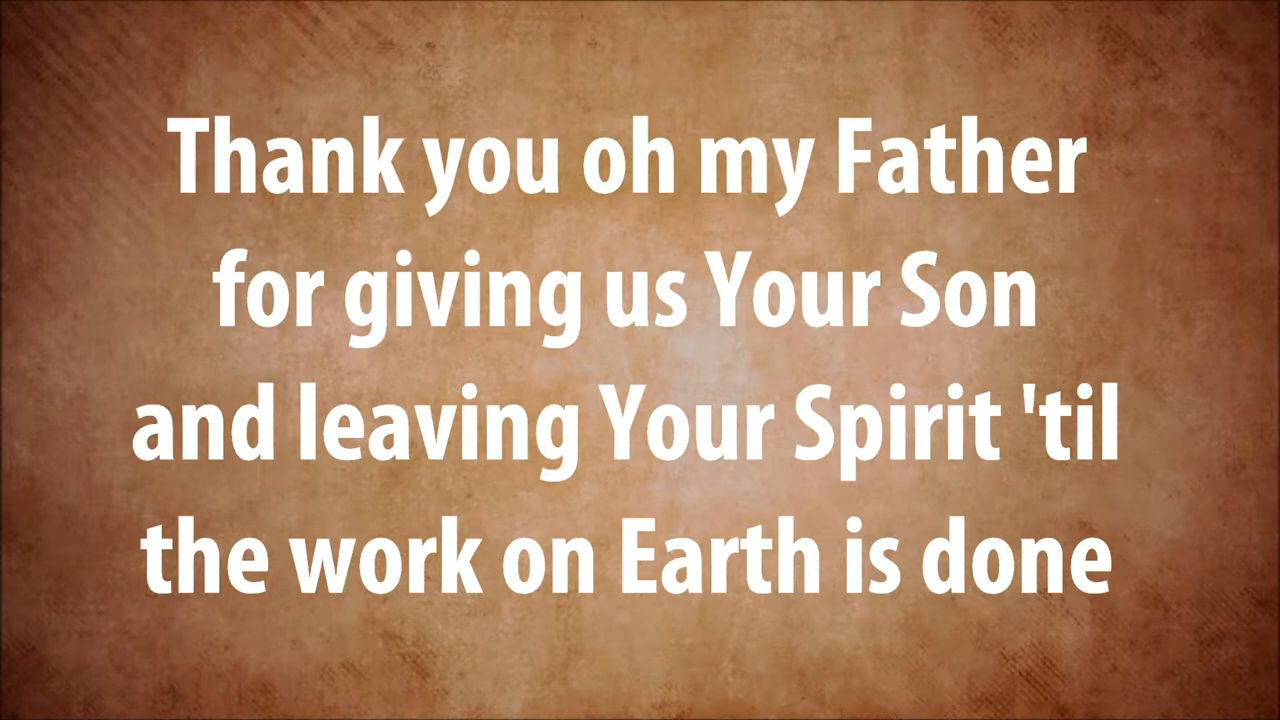 Thank you oh my Father
for giving us Your Son
and leaving Your Spirit 'til
the work on Earth is done